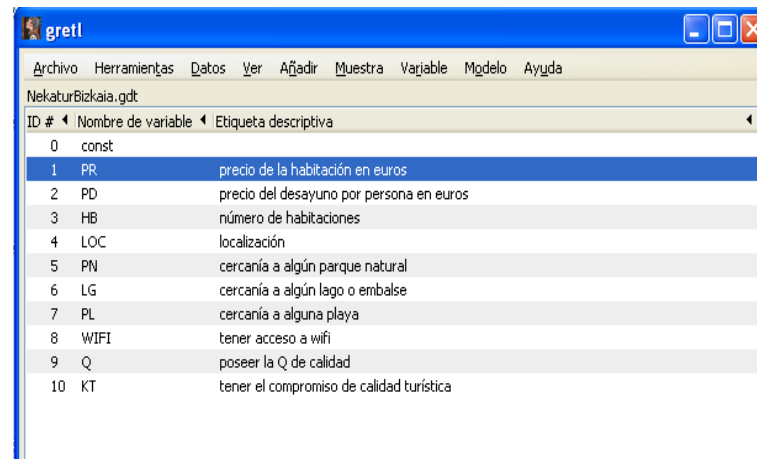 gretl
Archivo Herramientas Datos Ver Añadir Muestra Variable Modelo Ayuda
NekaturBizkaia.gdt
ID # Nombre de variable Etiqueta descriptiva
0 const
1 PR precio de la habitación en euros
2 PD precio del desayuno por persona en euros
3 HB número de habitaciones
4 LOC localización
5 PN cercanía a algún parque natural
6 LG cercanía a algún lago o embalse
7 PL cercanía a alguna playa
8 WIFI tener acceso a wifi
9 Q poseer la Q de calidad
10 KT tener el compromiso de calidad turística